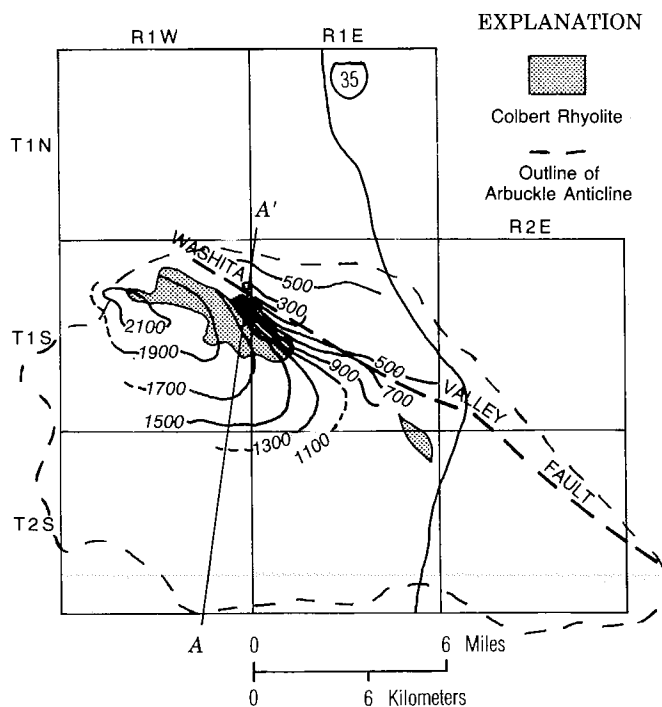 EXPLANATION
Colbert Rhyolite
Outline of
Arbuckle Anticline
R1W
R1E
35
T1N
A'
R2E
WASHITA
500
300
T1S
2100
1900
1700
1500
1300
1100
900
700
500
VALLEY
FAULT
T2S
A
0 6 Miles
0 6 Kilometers